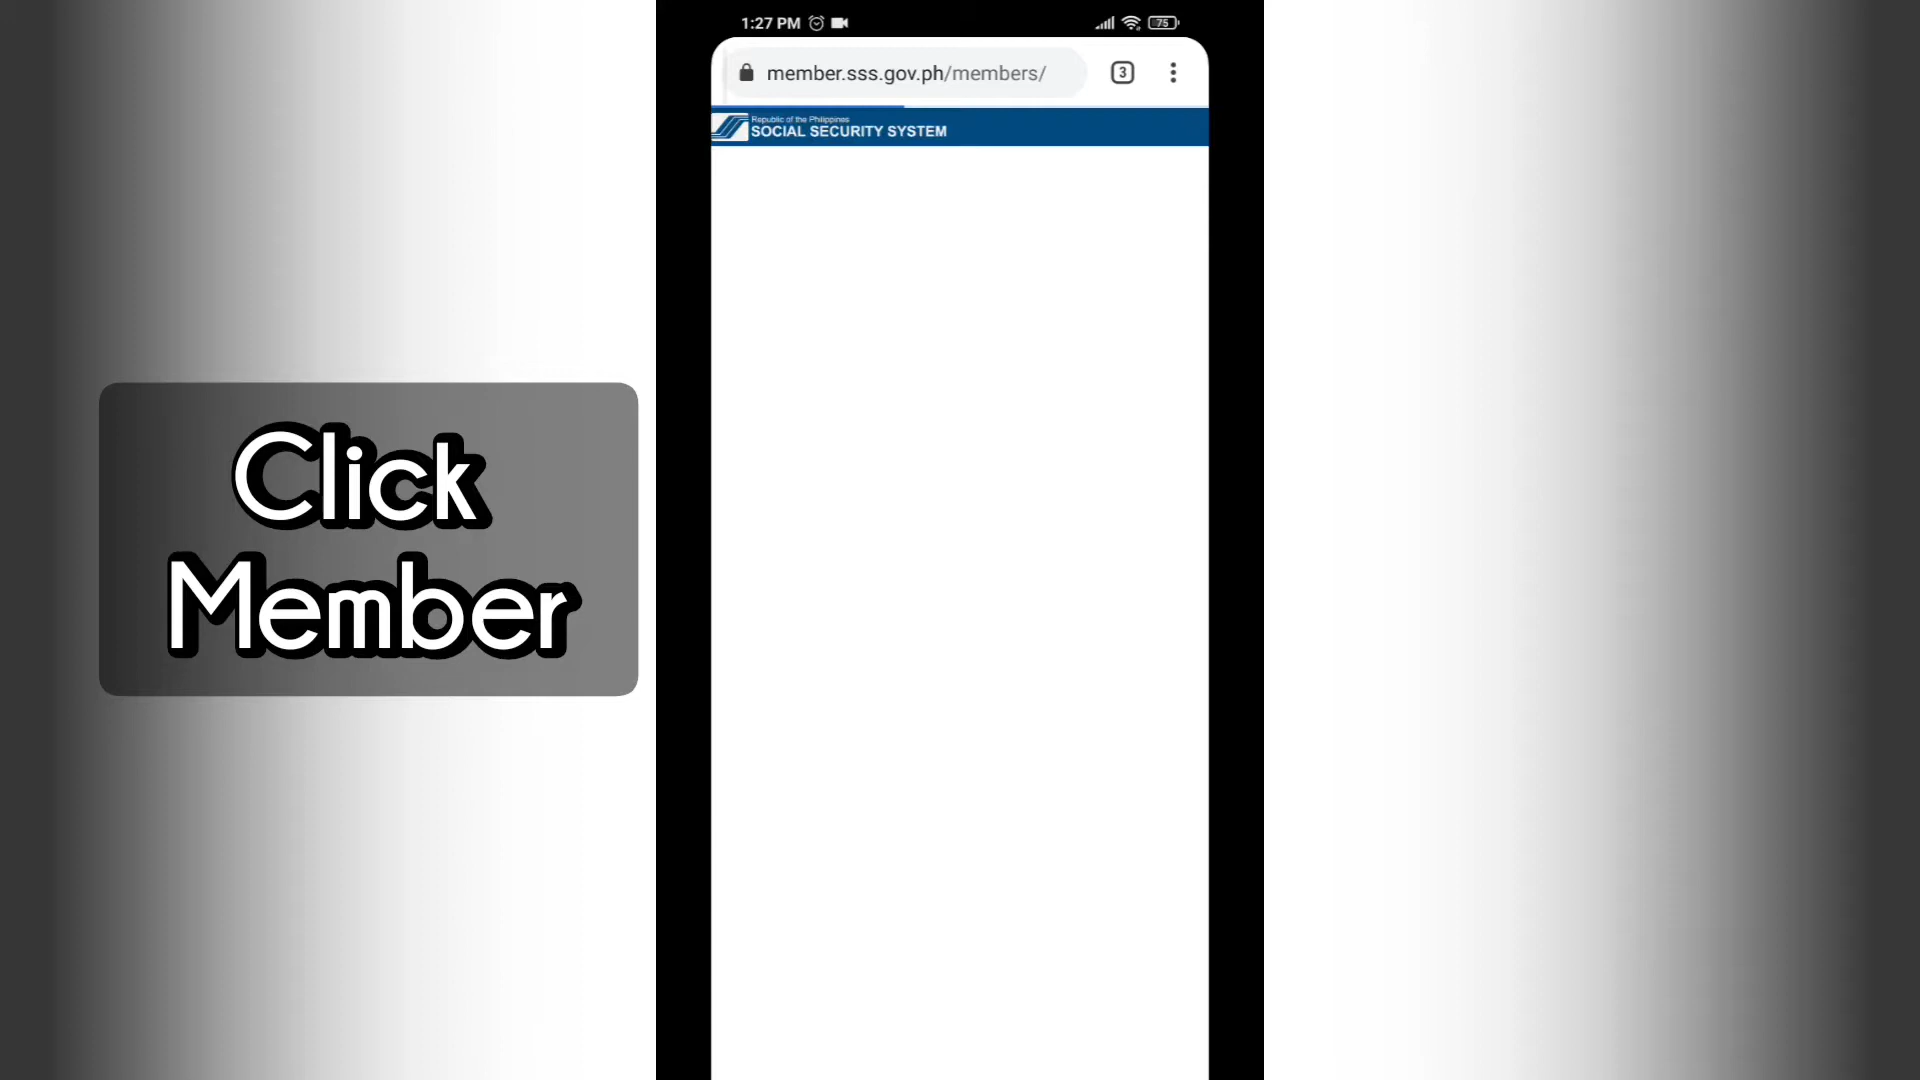 1:27 PM
75
member.sss.gov.ph/members/
3
Republic of the Philippines
SOCIAL SECURITY SYSTEM
Click
Member